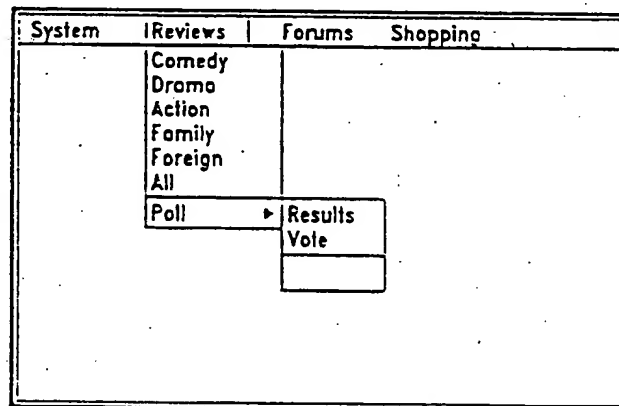 System Reviews Forums Shopping
Comedy
Drama
Action
Family
Foreign
All
Poll ▸ Results
Vote